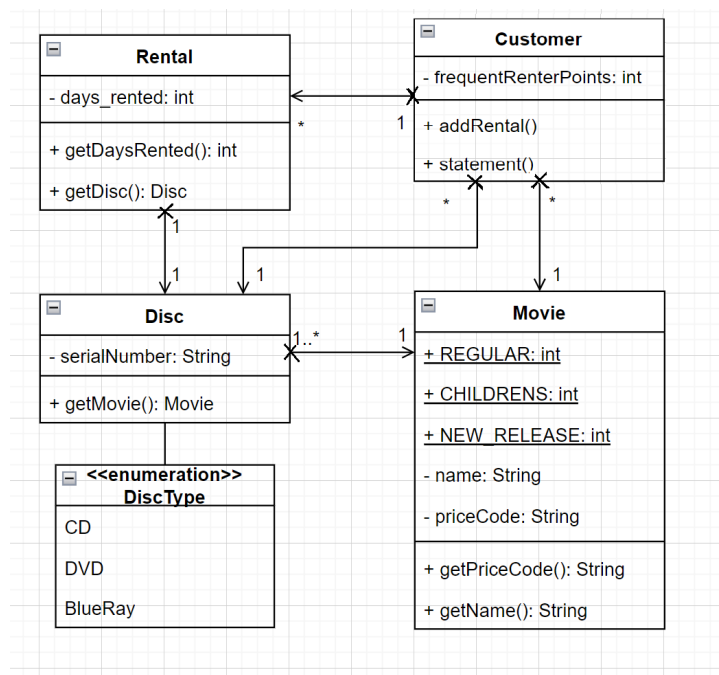 Rental
- days_rented: int
+ getDaysRented(): int
+ getDisc(): Disc
Customer
- frequentRenterPoints: int
+ addRental()
+ statement()
*
1
1
1
*
1
*
1
Disc
- serialNumber: String
+ getMovie(): Movie
1..*
1
Movie
+ REGULAR: int
+ CHILDRENS: int
+ NEW_RELEASE: int
- name: String
- priceCode: String
+ getPriceCode(): String
+ getName(): String
<<enumeration>>
DiscType
CD
DVD
BlueRay